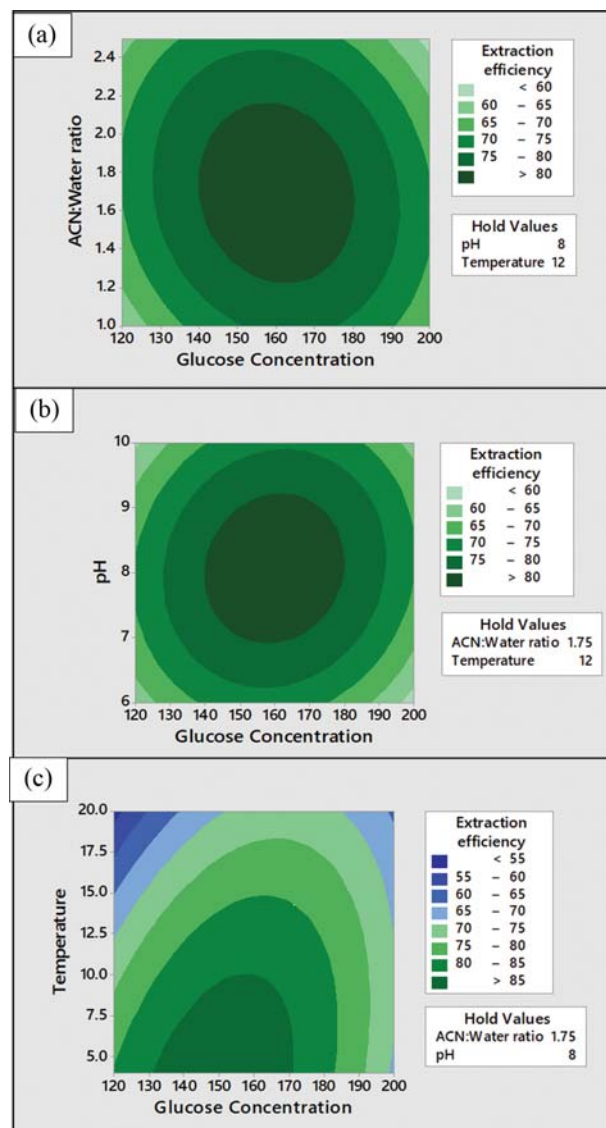 (a)
2.4
2.2
2.0
1.8
1.6
1.4
1.2
1.0
ACN:Water ratio
120 130 140 150 160 170 180 190 200
Glucose Concentration
Extraction
efficiency
< 60
60 – 65
65 – 70
70 – 75
75 – 80
> 80
Hold Values
pH 8
Temperature 12
(b)
10
9
8
7
6
pH
120 130 140 150 160 170 180 190 200
Glucose Concentration
Extraction
efficiency
< 60
60 – 65
65 – 70
70 – 75
75 – 80
> 80
Hold Values
ACN:Water ratio 1.75
Temperature 12
(c)
20.0
17.5
15.0
12.5
10.0
7.5
5.0
Temperature
120 130 140 150 160 170 180 190 200
Glucose Concentration
Extraction
efficiency
< 55
55 – 60
60 – 65
65 – 70
70 – 75
75 – 80
80 – 85
> 85
Hold Values
ACN:Water ratio 1.75
pH 8